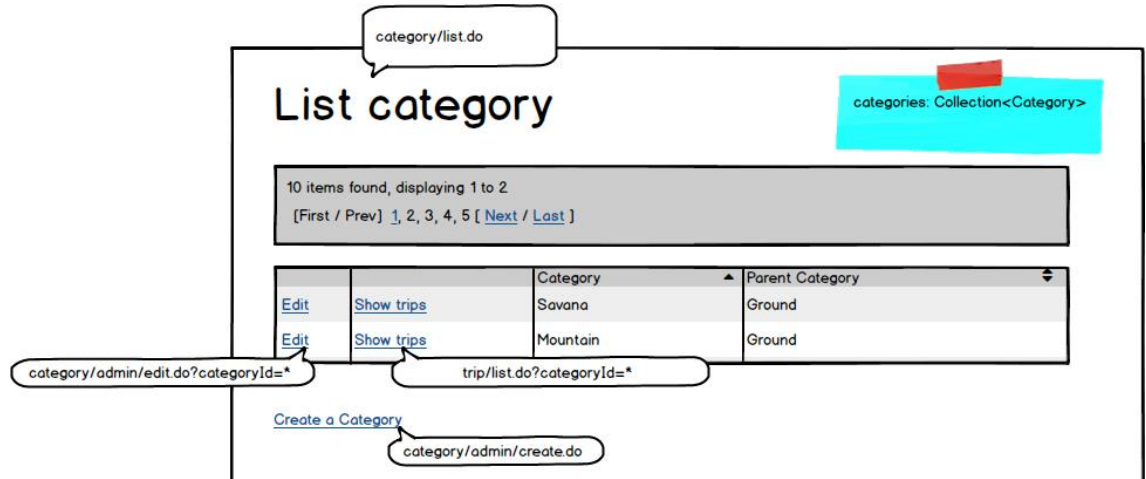 category/list.do
List category
categories: Collection<Category>
10 items found, displaying 1 to 2
[First / Prev] 1, 2, 3, 4, 5 [ Next / Last ]
Category Parent Category
Edit Show trips Savana Ground
Edit Show trips Mountain Ground
category/admin/edit.do?categoryId=* trip/list.do?categoryId=*
Create a Category
category/admin/create.do